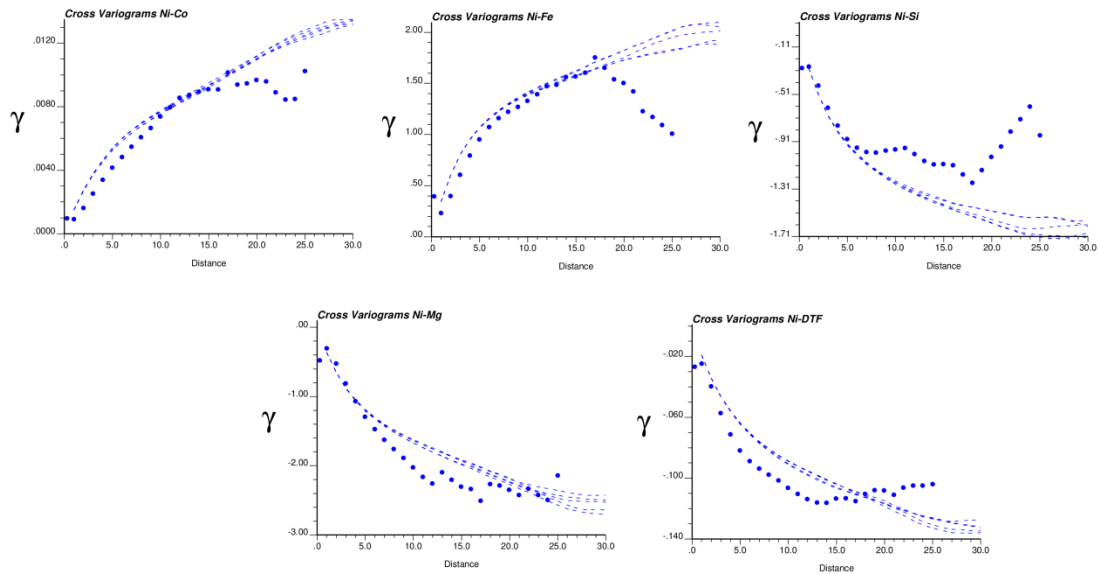 Cross Variograms Ni-Co
.0120
.0080
γ
.0040
.0000
.0 5.0 10.0 15.0 20.0 25.0 30.0
Distance
Cross Variograms Ni-Fe
2.00
1.50
γ
1.00
.50
.00
.0 5.0 10.0 15.0 20.0 25.0 30.0
Distance
Cross Variograms Ni-Si
-.11
-.51
γ
-.91
-1.31
-1.71
.0 5.0 10.0 15.0 20.0 25.0 30.0
Distance
Cross Variograms Ni-Mg
.00
-1.00
γ
-2.00
-3.00
.0 5.0 10.0 15.0 20.0 25.0 30.0
Distance
Cross Variograms Ni-DTF
-.020
-.060
γ
-.100
-.140
.0 5.0 10.0 15.0 20.0 25.0 30.0
Distance